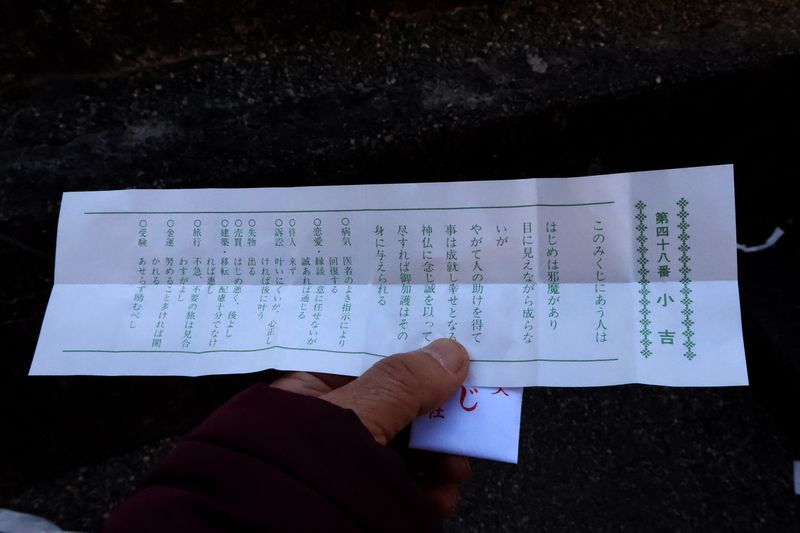 第四十八番 小吉
このみくじにあう人は
はじめは邪魔があり
目に見えながら成らな
いが
やがて人の助けを得て
事は成就し幸せとなる
神仏に念じ誠を以って
尽すれば御加護はその
身に与えられる
○病気 医者のよき指示により
回復する
○恋愛・縁談 意に任せないが
誠あれば通じる
○待人 来ず
○訴訟 叶いにくいが、心正し
ければ後に叶う
○失物 出る
○売買 はじめ悪く、後よし
○建築・移転 配慮十分でなけ
れば悪し
○旅行 不急、不要の旅は見合
わすがよし
○金運 努めること多ければ開
かれる
○受験 あせらず励むべし
じ
社